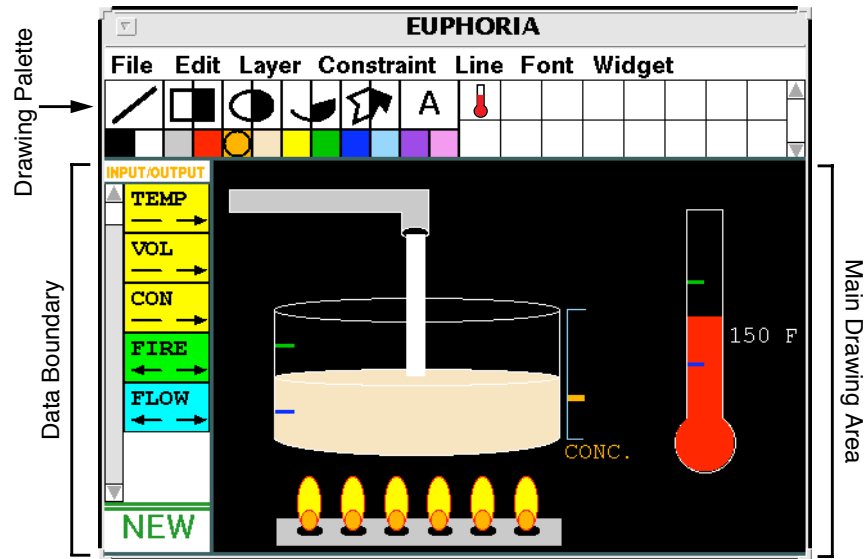 EUPHORIA
File Edit Layer Constraint Line Font Widget
Drawing Palette
A
INPUT/OUTPUT
TEMP
VOL
CON
FIRE
FLOW
NEW
Data Boundary
150 F
CONC.
Main Drawing Area